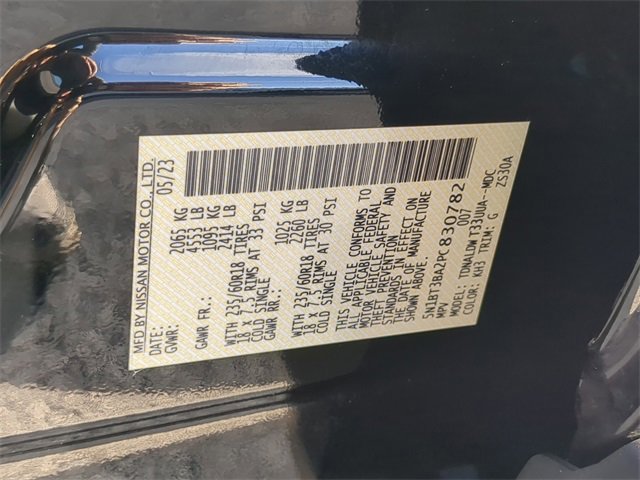 MFD BY NISSAN MOTOR CO., LTD.
DATE: 05/23
GVWR: 2065 KG
4553 LB
GAWR FR.: 1095 KG
2414 LB
WITH 235/60R18 TIRES
18 x 7.5 RIMS AT 33 PSI
COLD SINGLE
GAWR RR.: 1025 KG
2260 LB
WITH 235/60R18 TIRES
18 x 7.5 RIMS AT 30 PSI
COLD SINGLE
THIS VEHICLE CONFORMS TO
ALL APPLICABLE FEDERAL
MOTOR VEHICLE SAFETY AND
THEFT PREVENTION
STANDARDS IN EFFECT ON
THE DATE OF MANUFACTURE
SHOWN ABOVE.
5N1BT3BA2PC830782
MPV 007
MODEL: TDNALDW T33UUA--MDC
COLOR: KH3 TRIM: G ZS30A